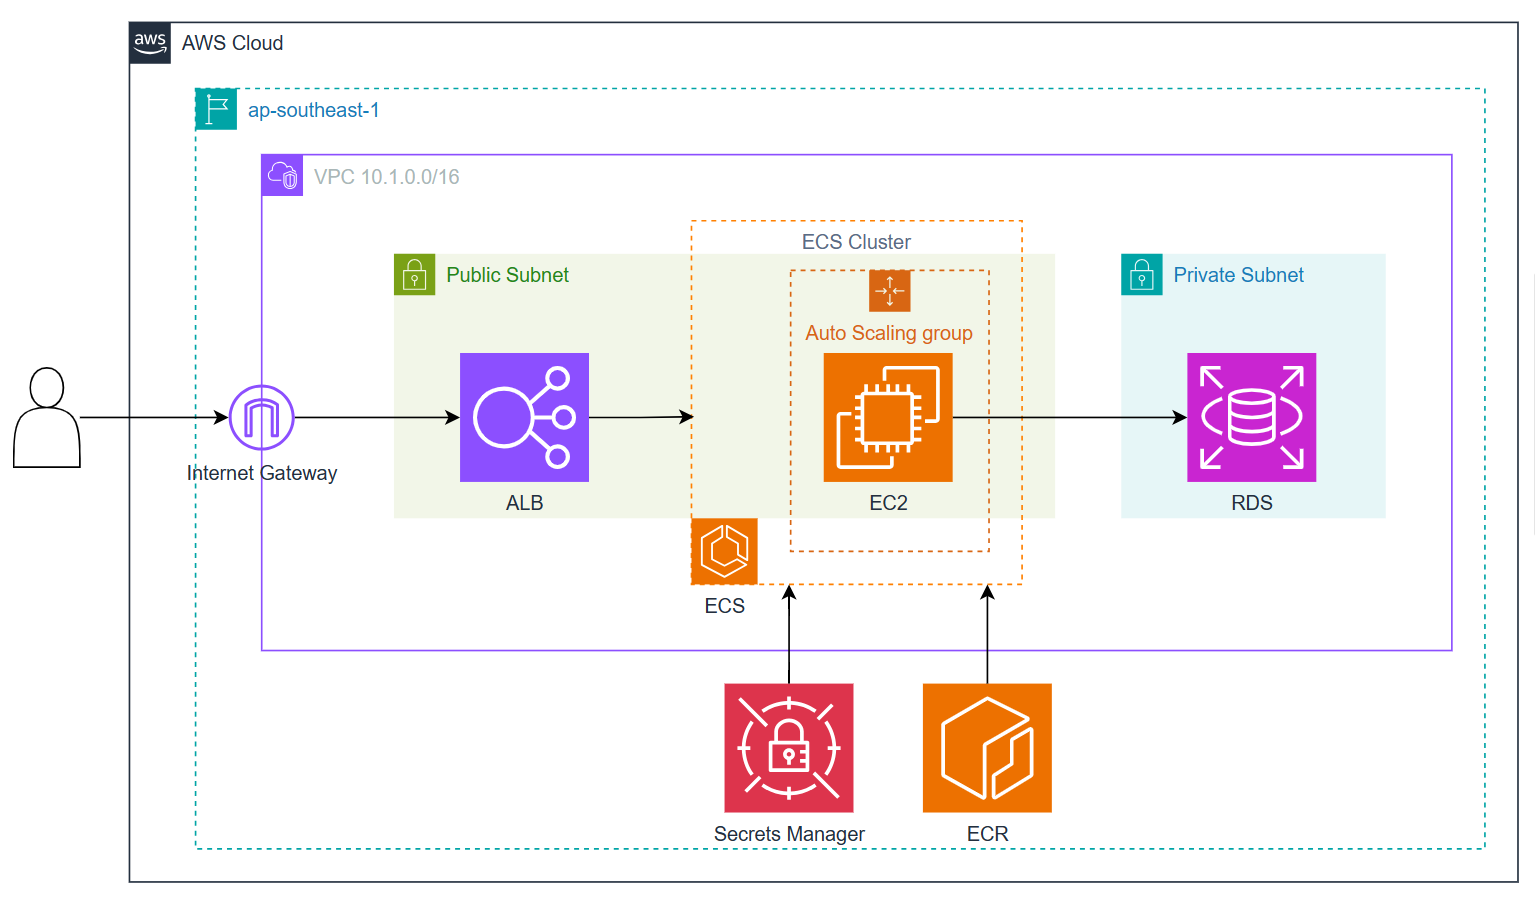 aws
AWS Cloud
ap-southeast-1
VPC 10.1.0.0/16
ECS Cluster
Public Subnet
Private Subnet
Auto Scaling group
Internet Gateway
ALB
EC2
RDS
ECS
Secrets Manager
ECR